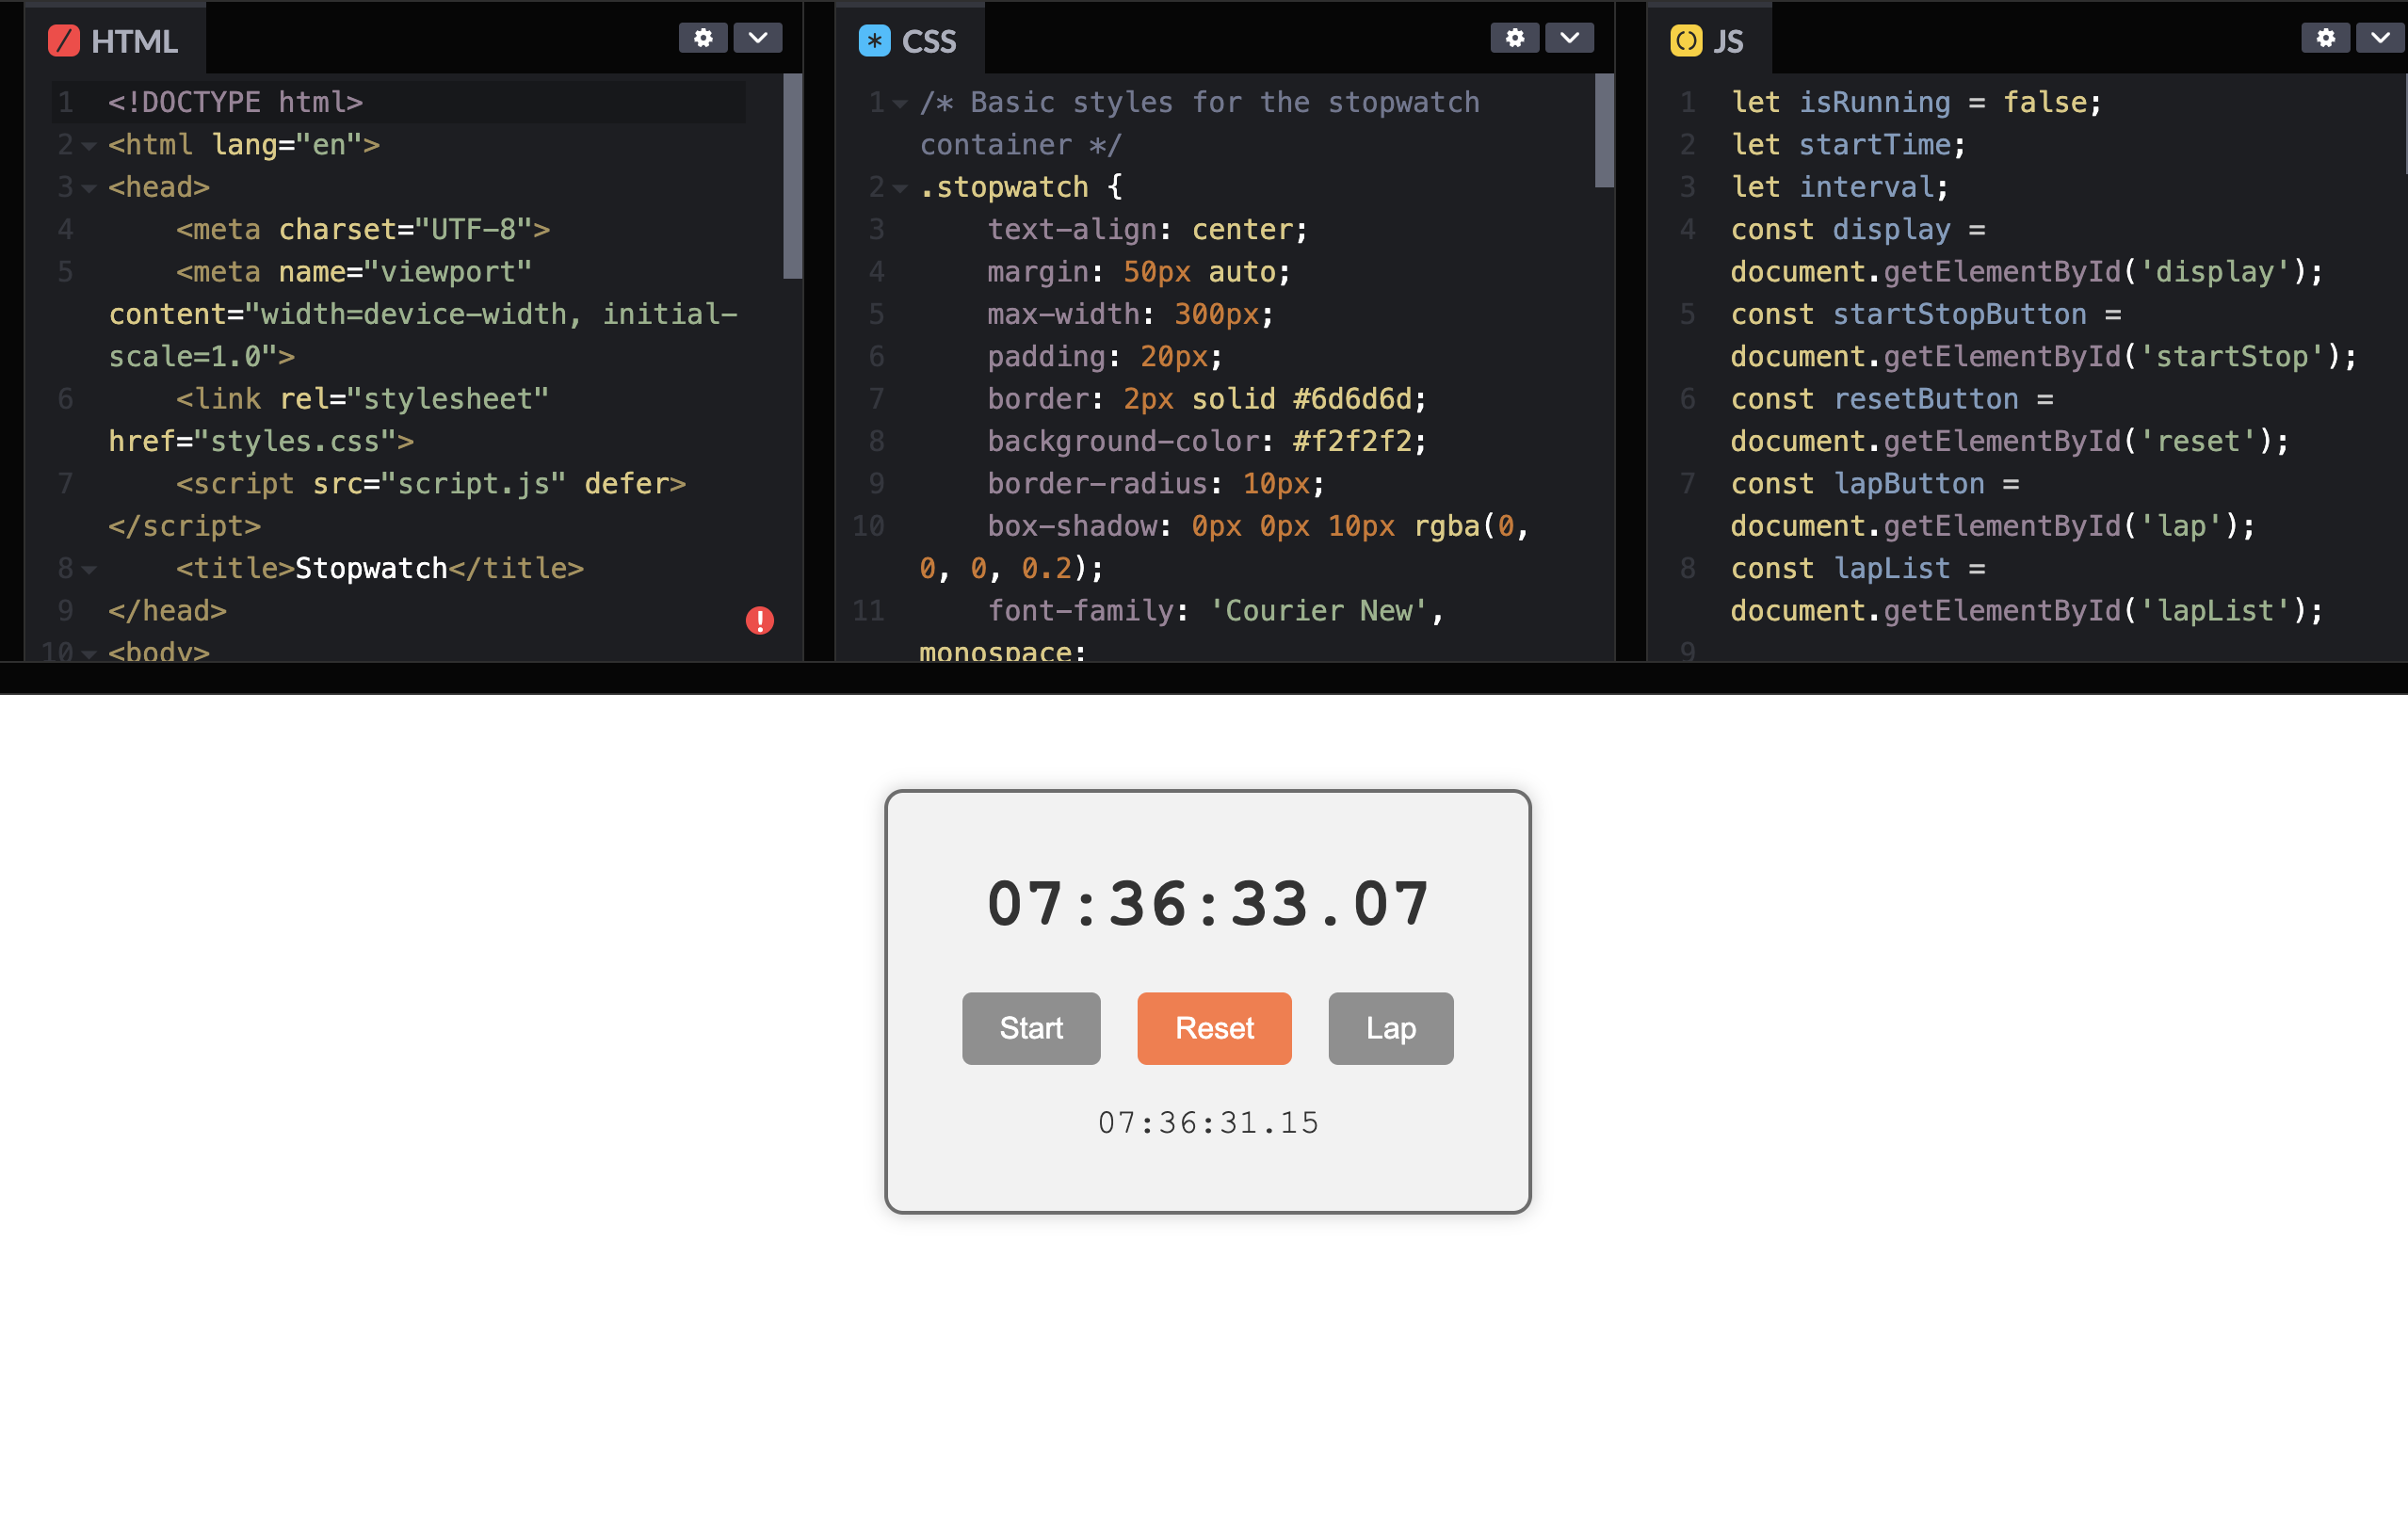 HTML
1 <!DOCTYPE html>
2 <html lang="en">
3 <head>
4     <meta charset="UTF-8">
5     <meta name="viewport"
content="width=device-width, initial-
scale=1.0">
6     <link rel="stylesheet"
href="styles.css">
7     <script src="script.js" defer>
</script>
8     <title>Stopwatch</title>
9 </head>
10 <body>
CSS
1 /* Basic styles for the stopwatch
container */
2 .stopwatch {
3     text-align: center;
4     margin: 50px auto;
5     max-width: 300px;
6     padding: 20px;
7     border: 2px solid #6d6d6d;
8     background-color: #f2f2f2;
9     border-radius: 10px;
10     box-shadow: 0px 0px 10px rgba(0,
0, 0, 0.2);
11     font-family: 'Courier New',
monospace;
JS
1 let isRunning = false;
2 let startTime;
3 let interval;
4 const display =
document.getElementById('display');
5 const startStopButton =
document.getElementById('startStop');
6 const resetButton =
document.getElementById('reset');
7 const lapButton =
document.getElementById('lap');
8 const lapList =
document.getElementById('lapList');
9
07:36:33.07
Start Reset Lap
07:36:31.15